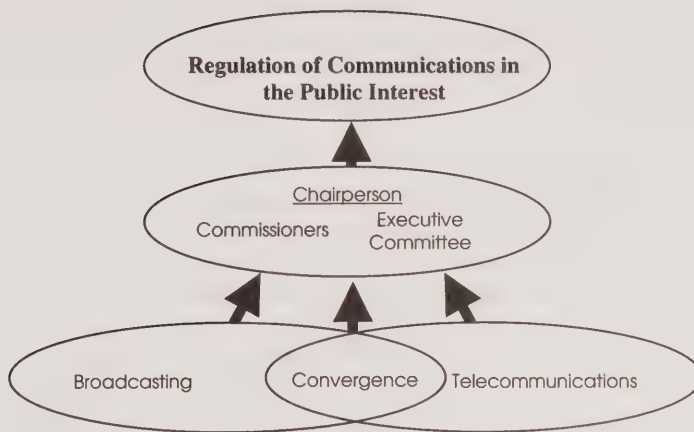 Regulation of Communications in
the Public Interest
Chairperson
Commissioners
Executive
Committee
Broadcasting
Convergence
Telecommunications